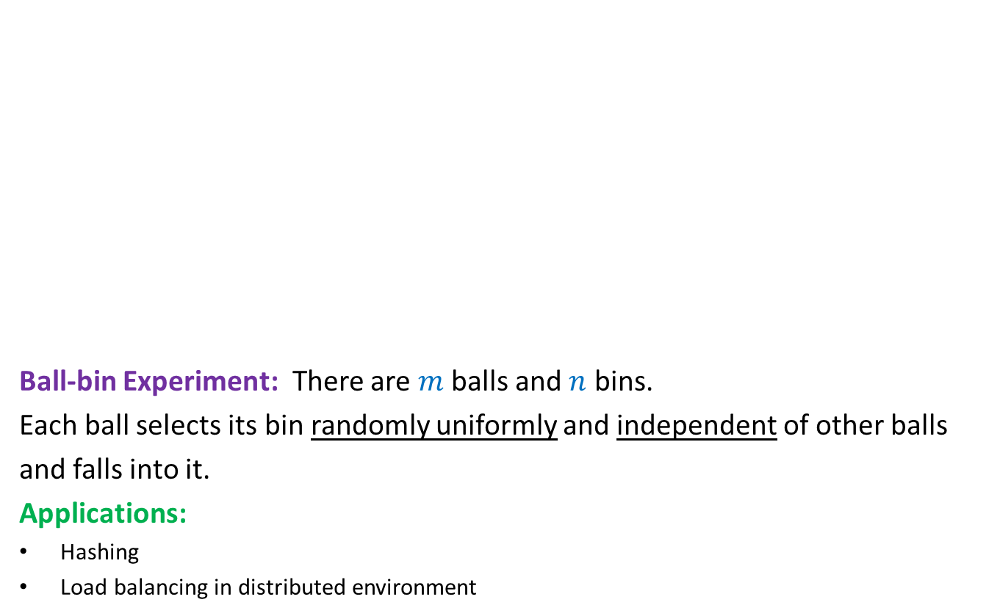 Ball-bin Experiment: There are m balls and n bins.
Each ball selects its bin randomly uniformly and independent of other balls
and falls into it.
Applications:
• Hashing
• Load balancing in distributed environment